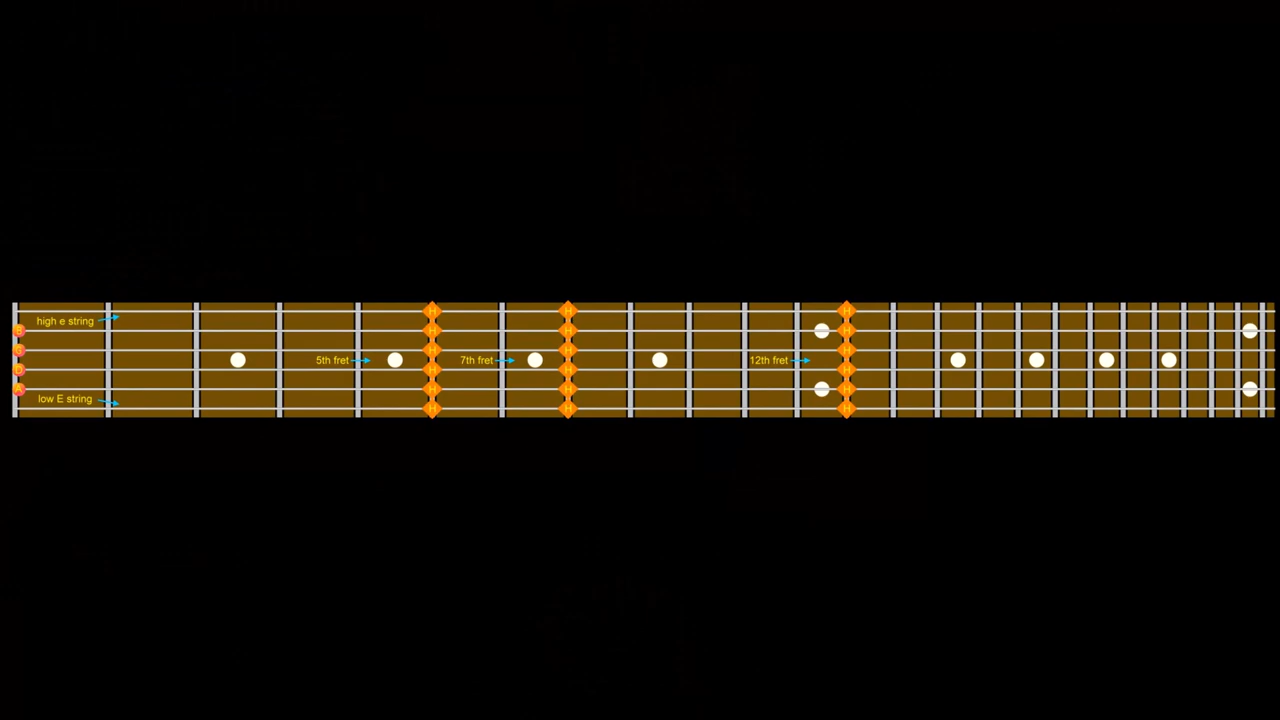 high e string
H H H
B H H H
G H H H
5th fret 7th fret 12th fret
D H H H
A H H H
low E string
H H H